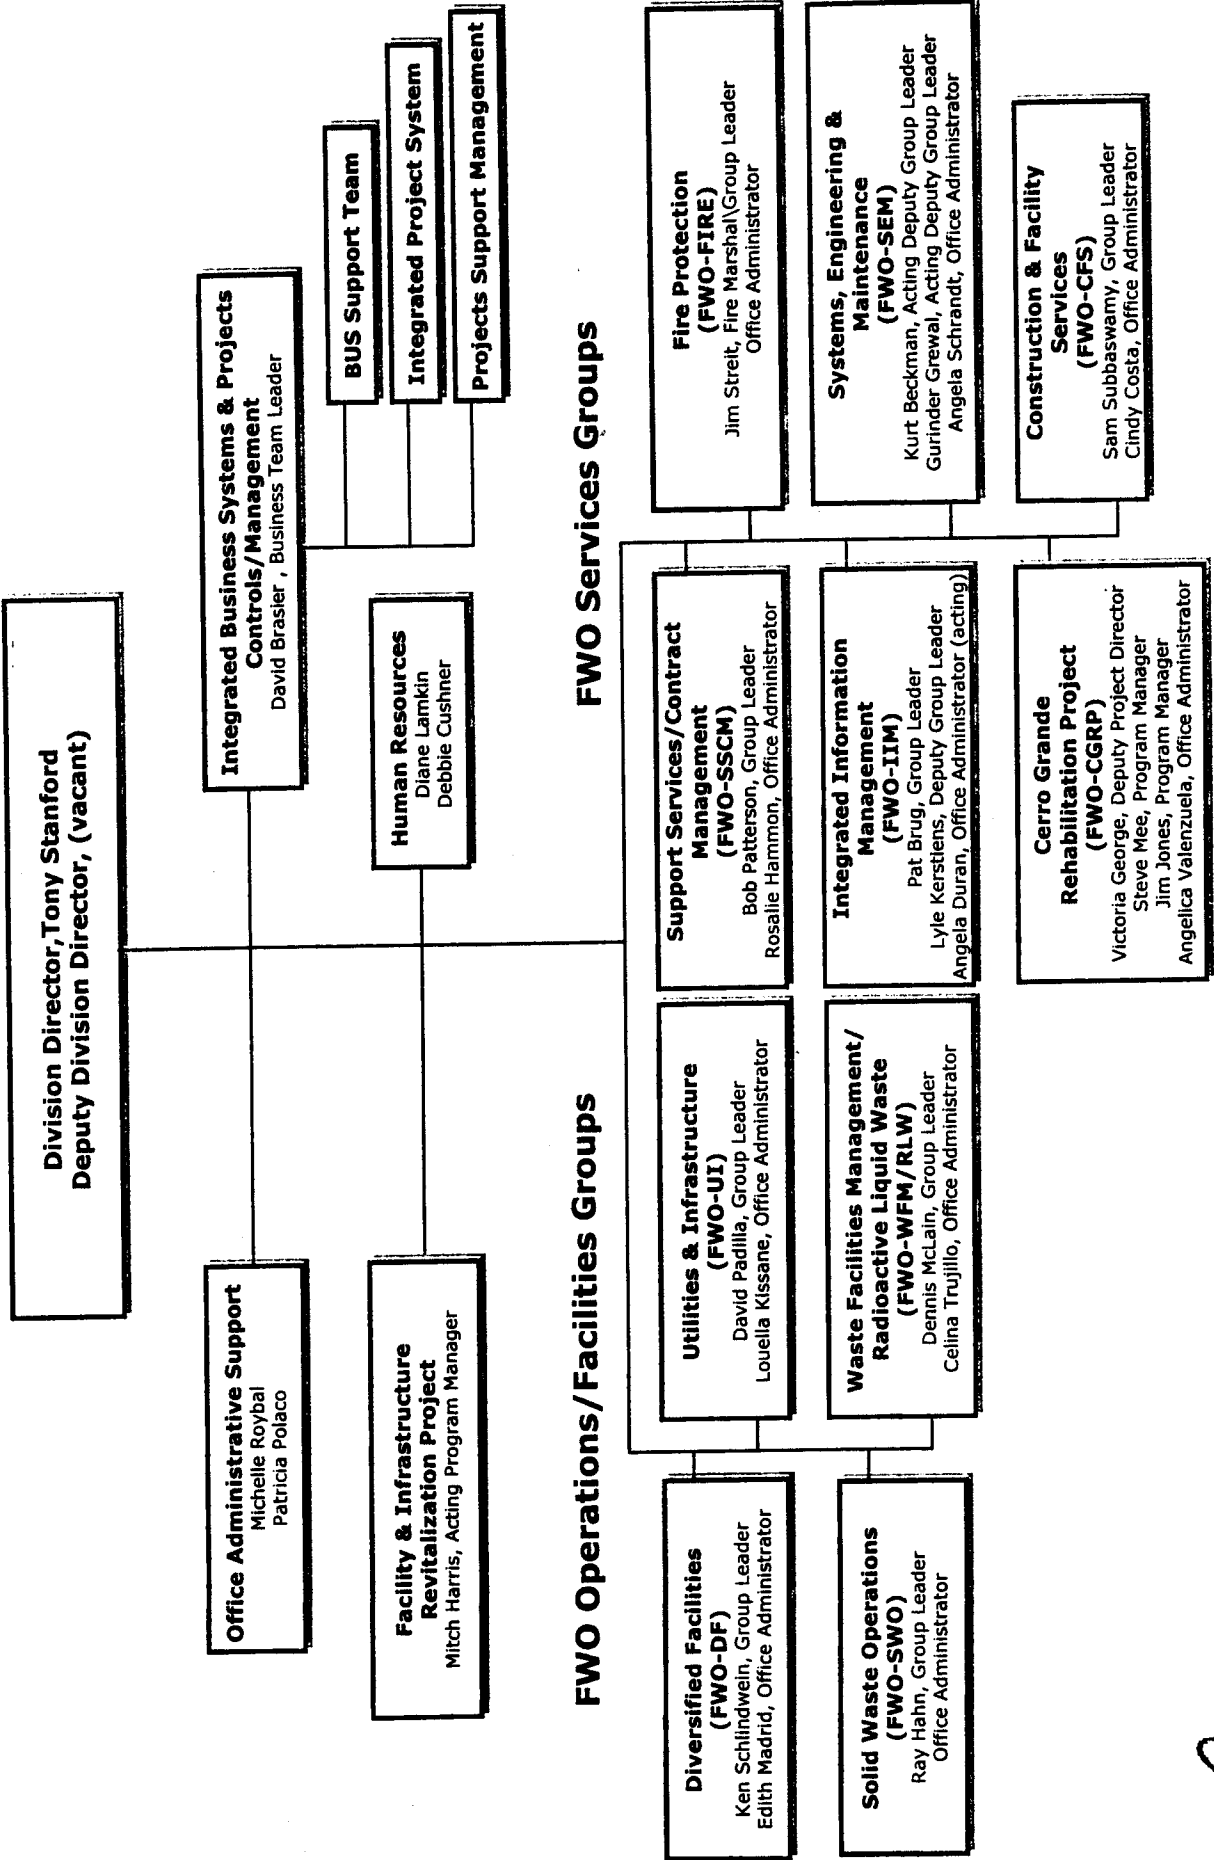 Division Director,Tony Stanford
Deputy Division Director, (vacant)
Office Administrative Support
Michelle Roybal
Patricia Polaco
Integrated Business Systems & Projects
Controls/Management
David Brasier , Business Team Leader
BUS Support Team
Integrated Project System
Projects Support Management
Facility & Infrastructure
Revitalization Project
Mitch Harris, Acting Program Manager
Human Resources
Diane Lamkin
Debbie Cushner
FWO Operations/Facilities Groups
FWO Services Groups
Diversified Facilities
(FWO-DF)
Ken Schlindwein, Group Leader
Edith Madrid, Office Administrator
Utilities & Infrastructure
(FWO-UI)
David Padilla, Group Leader
Louella Kissane, Office Administrator
Support Services/Contract
Management
(FWO-SSCM)
Bob Patterson, Group Leader
Rosalie Hammon, Office Administrator
Fire Protection
(FWO-FIRE)
Jim Streit, Fire Marshal\Group Leader
Office Administrator
Solid Waste Operations
(FWO-SWO)
Ray Hahn, Group Leader
Office Administrator
Waste Facilities Management/
Radioactive Liquid Waste
(FWO-WFM/RLW)
Dennis McLain, Group Leader
Celina Trujillo, Office Administrator
Integrated Information
Management
(FWO-IIM)
Pat Brug, Group Leader
Lyle Kerstiens, Deputy Group Leader
Angela Duran, Office Administrator (acting)
Systems, Engineering &
Maintenance
(FWO-SEM)
Kurt Beckman, Acting Deputy Group Leader
Gurinder Grewal, Acting Deputy Group Leader
Angela Schrandt, Office Administrator
Cerro Grande
Rehabilitation Project
(FWO-CGRP)
Victoria George, Deputy Project Director
Steve Mee, Program Manager
Jim Jones, Program Manager
Angelica Valenzuela, Office Administrator
Construction & Facility
Services
(FWO-CFS)
Sam Subbaswamy, Group Leader
Cindy Costa, Office Administrator